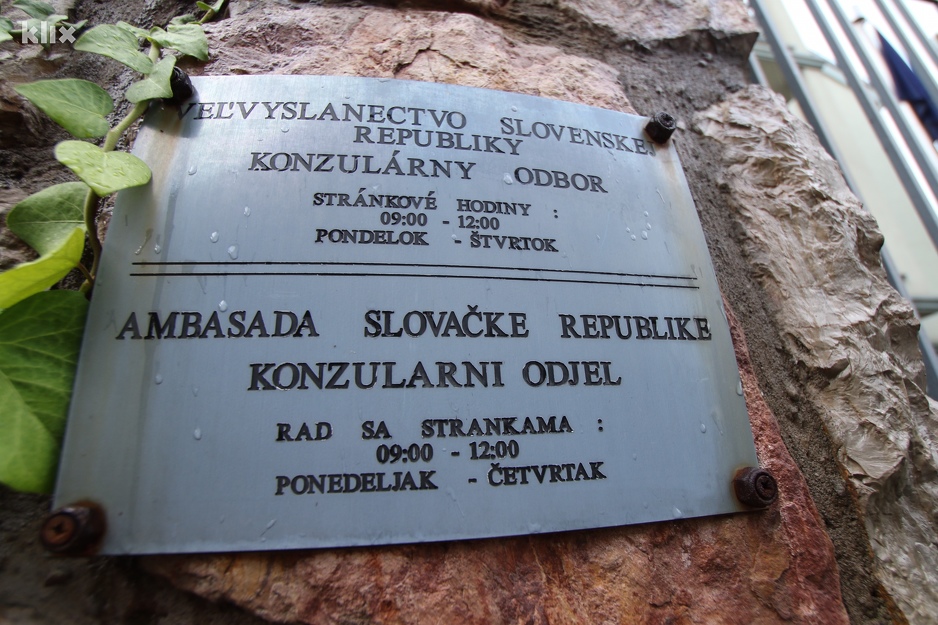 klix
VEĽVYSLANECTVO SLOVENSKEJ
REPUBLIKY
KONZULÁRNY ODBOR
STRÁNKOVÉ HODINY :
09:00 - 12:00
PONDELOK - ŠTVRTOK
AMBASADA SLOVAČKE REPUBLIKE
KONZULARNI ODJEL
RAD SA STRANKAMA :
09:00 - 12:00
PONEDELJAK - ČETVRTAK